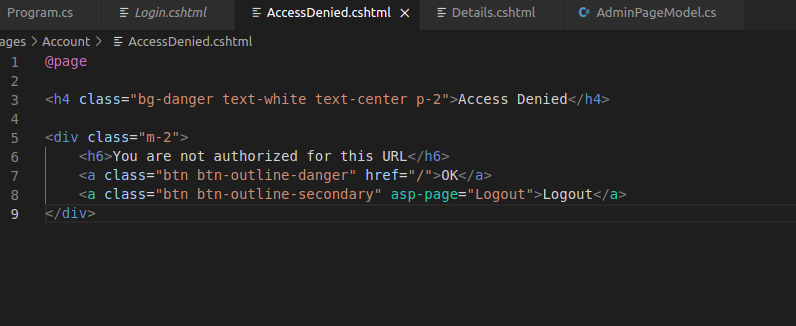 Program.cs Login.cshtml AccessDenied.cshtml Details.cshtml AdminPageModel.cs
ages > Account > AccessDenied.cshtml
1 @page
2
3 <h4 class="bg-danger text-white text-center p-2">Access Denied</h4>
4
5 <div class="m-2">
6     <h6>You are not authorized for this URL</h6>
7     <a class="btn btn-outline-danger" href="/">OK</a>
8     <a class="btn btn-outline-secondary" asp-page="Logout">Logout</a>
9 </div>